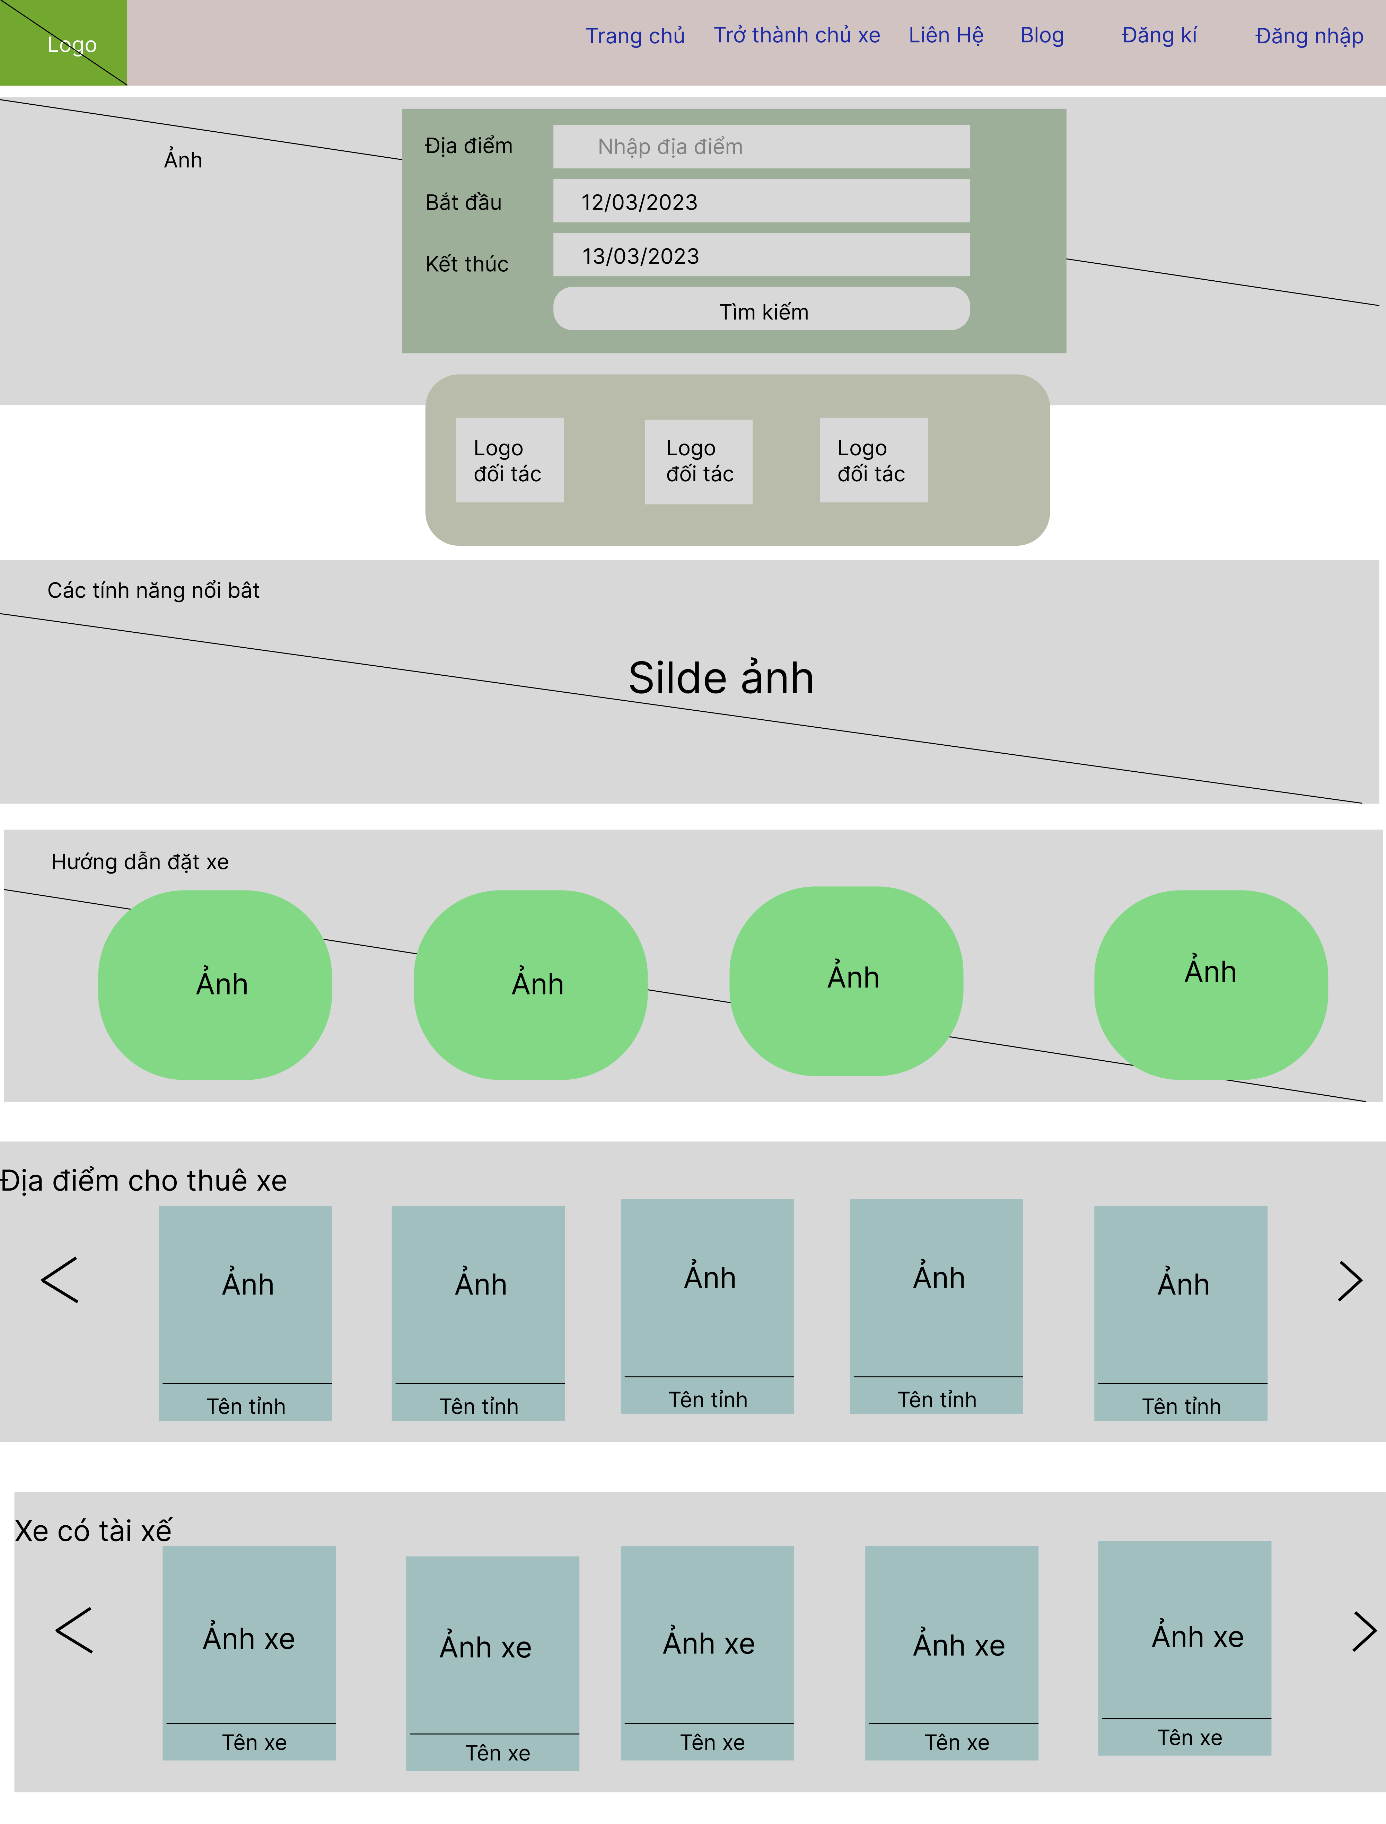 Logo
Trang chủ
Trở thành chủ xe
Liên Hệ
Blog
Đăng kí
Đăng nhập
Ảnh
Địa điểm
Nhập địa điểm
Bắt đầu
12/03/2023
Kết thúc
13/03/2023
Tìm kiếm
Logo
đối tác
Logo
đối tác
Logo
đối tác
Các tính năng nổi bât
Silde ảnh
Hướng dẫn đặt xe
Ảnh
Ảnh
Ảnh
Ảnh
Địa điểm cho thuê xe
Ảnh
Ảnh
Ảnh
Ảnh
Ảnh
Tên tỉnh
Tên tỉnh
Tên tỉnh
Tên tỉnh
Tên tỉnh
Xe có tài xế
Ảnh xe
Ảnh xe
Ảnh xe
Ảnh xe
Ảnh xe
Tên xe
Tên xe
Tên xe
Tên xe
Tên xe